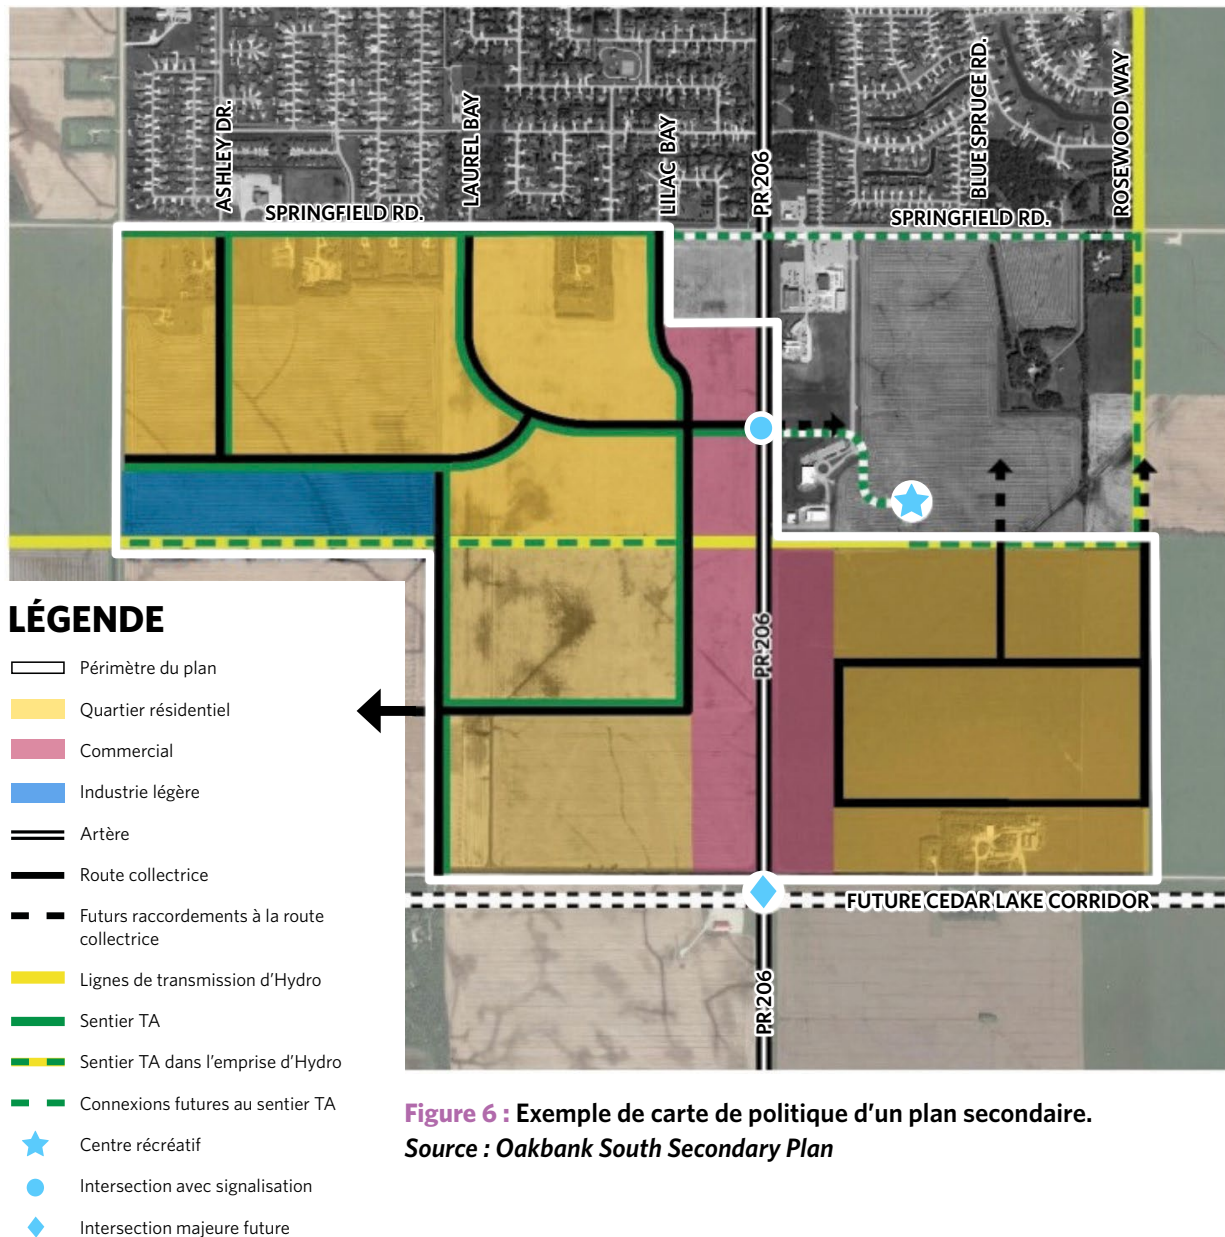 ASHLEY DR.
LAUREL BAY
LILAC BAY
PR 206
BLUE SPRUCE RD.
ROSEWOOD WAY
SPRINGFIELD RD.
SPRINGFIELD RD.
PR 206
FUTURE CEDAR LAKE CORRIDOR
PR 206
LÉGENDE
Périmètre du plan
Quartier résidentiel
Commercial
Industrie légère
Artère
Route collectrice
Futurs raccordements à la route
collectrice
Lignes de transmission d'Hydro
Sentier TA
Sentier TA dans l'emprise d'Hydro
Connexions futures au sentier TA
Centre récréatif
Intersection avec signalisation
Intersection majeure future
Figure 6 : Exemple de carte de politique d'un plan secondaire.
Source : Oakbank South Secondary Plan